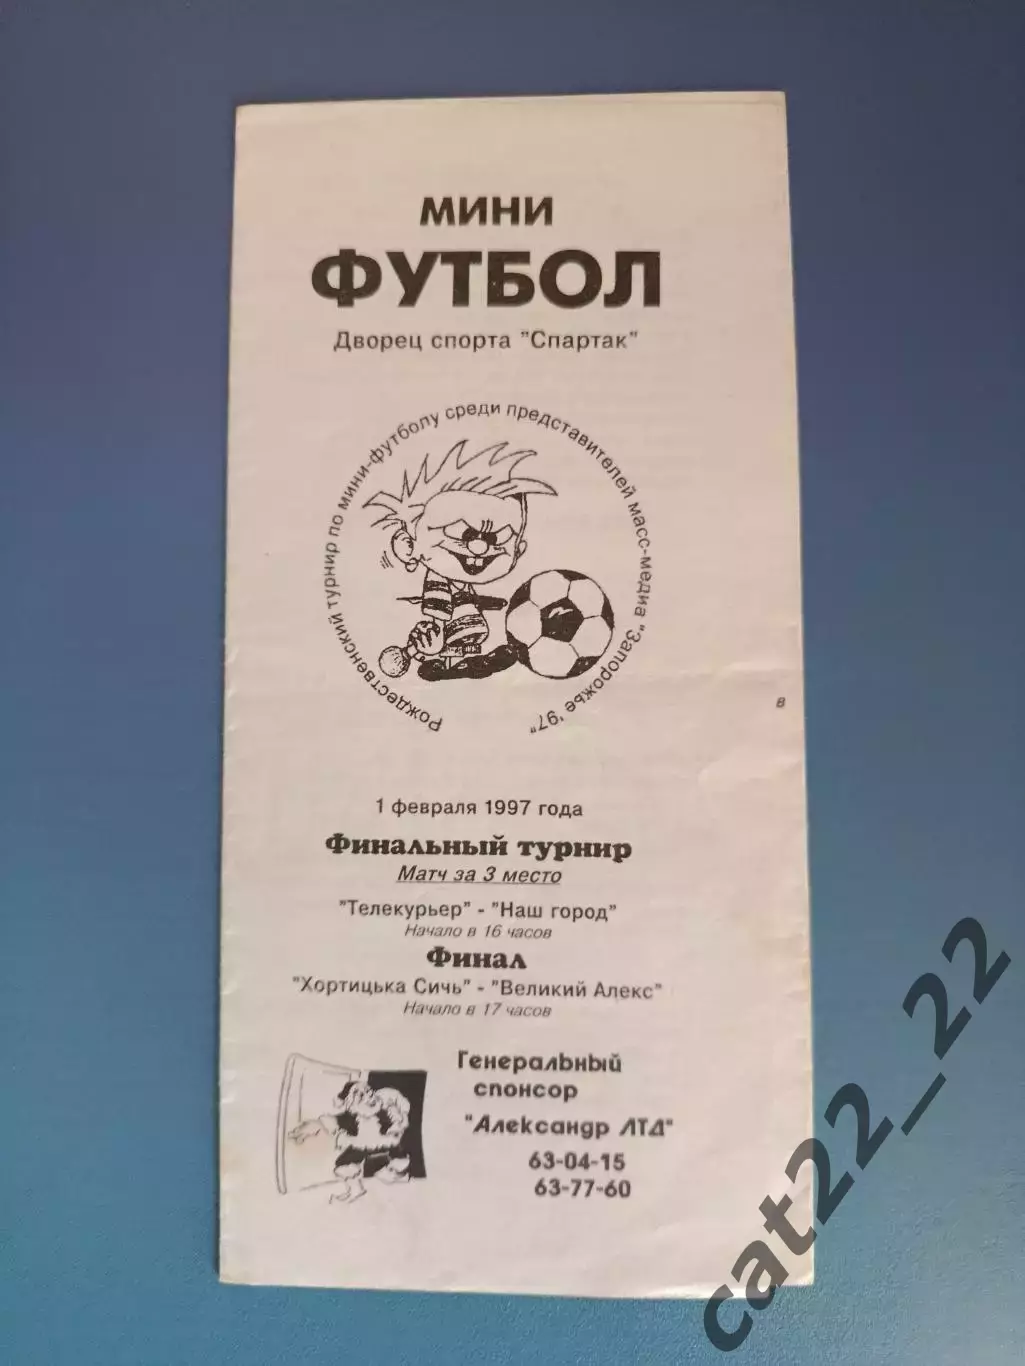 МИНИ
ФУТБОЛ
Дворец спорта "Спартак"
Рождественский турнир по мини-футболу среди представителей масс-медиа "Запорожье '97"
в
1 февраля 1997 года
Финальный турнир
Матч за 3 место
"Телекурьер" - "Наш город"
Начало в 16 часов
Финал
"Хортицька Сичь" - "Великий Алекс"
Начало в 17 часов
Генеральный
спонсор
"Александр ЛТД"
63-04-15
63-77-60
cat22_22